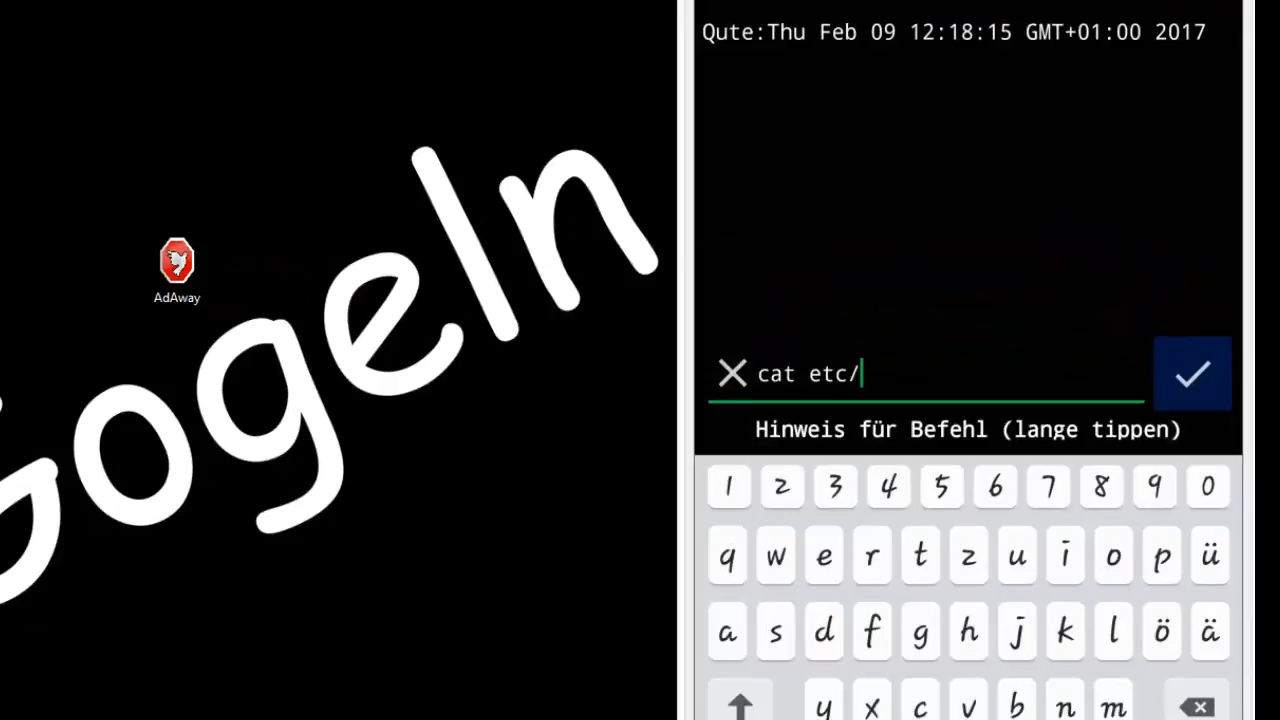 Gogeln
AdAway
Qute:Thu Feb 09 12:18:15 GMT+01:00 2017
cat etc/
Hinweis für Befehl (lange tippen)
1 2 3 4 5 6 7 8 9 0
q w e r t z u i o p ü
a s d f g h j k l ö ä
y x c v b n m